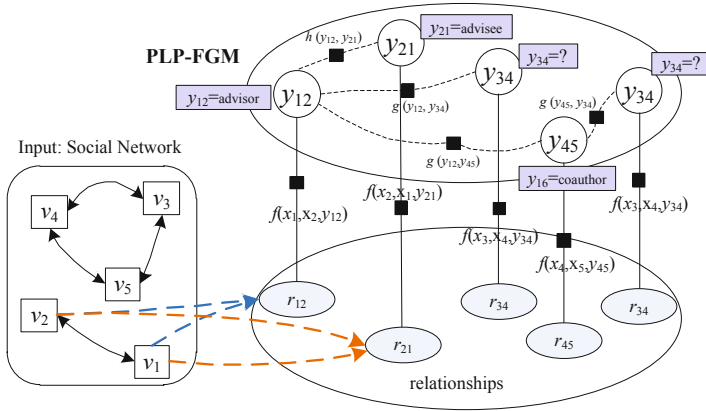 y21=advisee
h (y12, y21)
PLP-FGM
y21
y34=?
y34=?
y34
y12=advisor
y12
g (y12, y34)
g (y45, y34)
y34
Input: Social Network
y45
g (y12,y45)
y16=coauthor
v4
v3
f(x2,x1,y21)
f(x1,x2,y12)
f(x3,x4,y34)
f(x3,x4,y34)
f(x4,x5,y45)
v5
v2
r12
r34
r34
v1
r21
r45
relationships